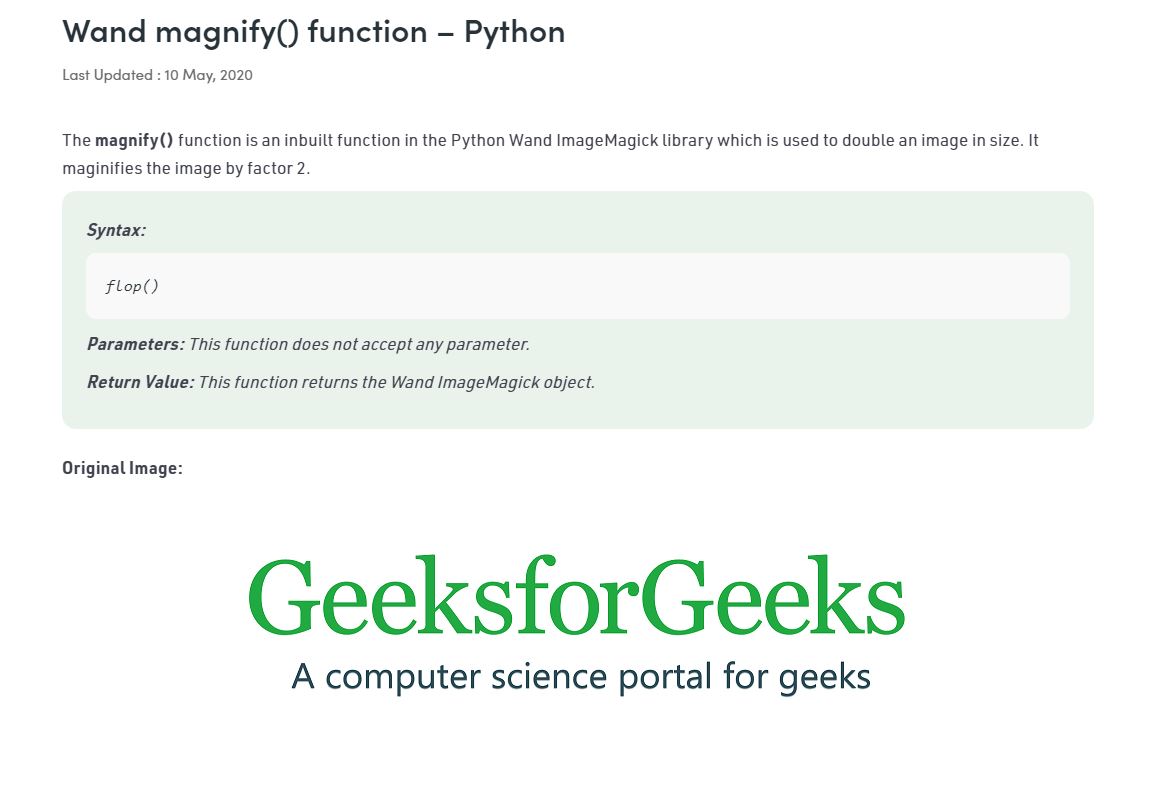 Wand magnify() function – Python
Last Updated : 10 May, 2020
The magnify() function is an inbuilt function in the Python Wand ImageMagick library which is used to double an image in size. It
maginifies the image by factor 2.
Syntax:
flop()
Parameters: This function does not accept any parameter.
Return Value: This function returns the Wand ImageMagick object.
Original Image:
GeeksforGeeks
A computer science portal for geeks